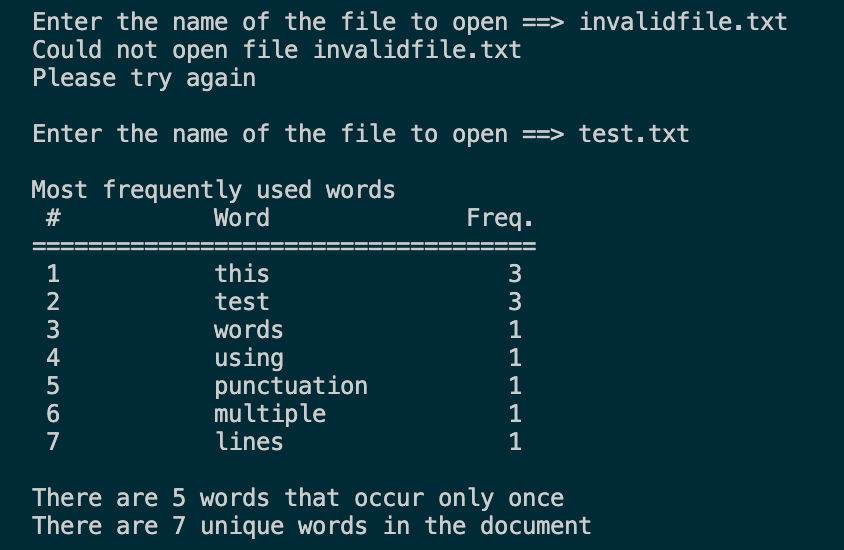 Enter the name of the file to open ==> invalidfile.txt
Could not open file invalidfile.txt
Please try again
Enter the name of the file to open ==> test.txt
Most frequently used words
# Word Freq.
====================================
1 this 3
2 test 3
3 words 1
4 using 1
5 punctuation 1
6 multiple 1
7 lines 1
There are 5 words that occur only once
There are 7 unique words in the document